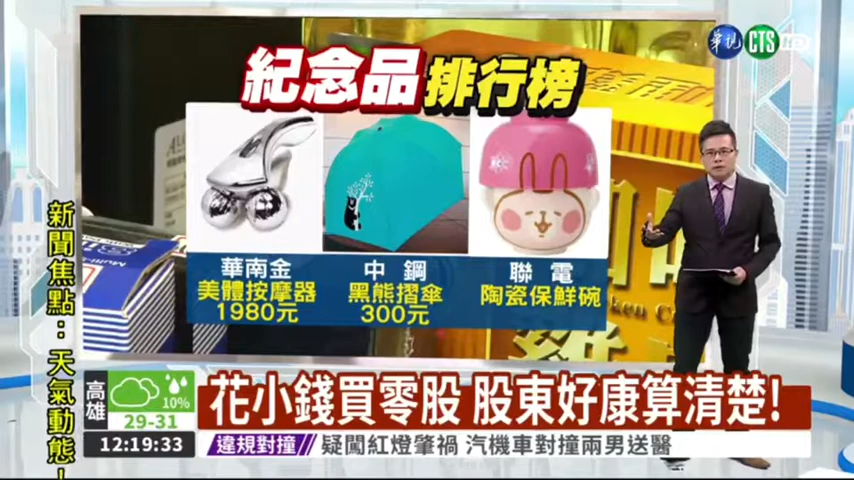 華視 CTS HD
紀念品排行榜
華南金
美體按摩器
1980元
中 鋼
黑熊摺傘
300元
聯 電
陶瓷保鮮碗
新聞焦點：天氣動態！
高雄
10%
29-31
12:19:33
花小錢買零股 股東好康算清楚!
違規對撞
疑闖紅燈肇禍 汽機車對撞兩男送醫